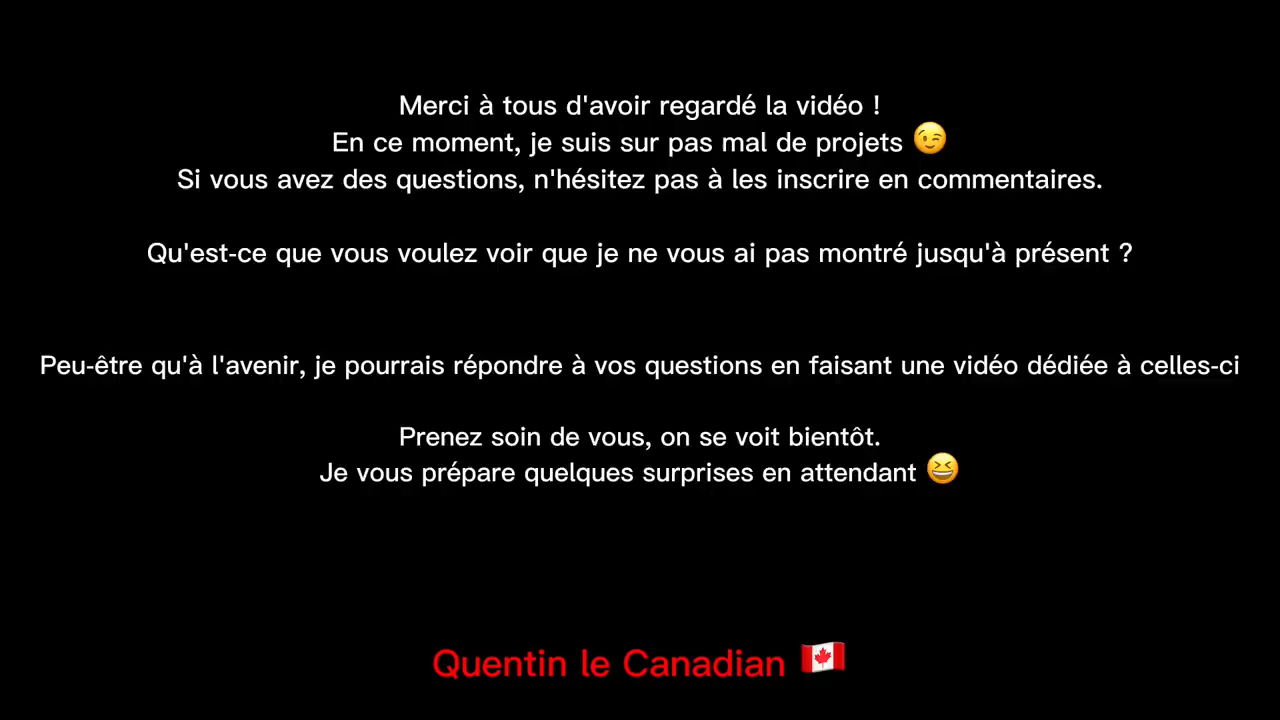 Merci à tous d'avoir regardé la vidéo !
En ce moment, je suis sur pas mal de projets 😉
Si vous avez des questions, n'hésitez pas à les inscrire en commentaires.
Qu'est-ce que vous voulez voir que je ne vous ai pas montré jusqu'à présent ?
Peu-être qu'à l'avenir, je pourrais répondre à vos questions en faisant une vidéo dédiée à celles-ci
Prenez soin de vous, on se voit bientôt.
Je vous prépare quelques surprises en attendant 😆
Quentin le Canadian 🇨🇦